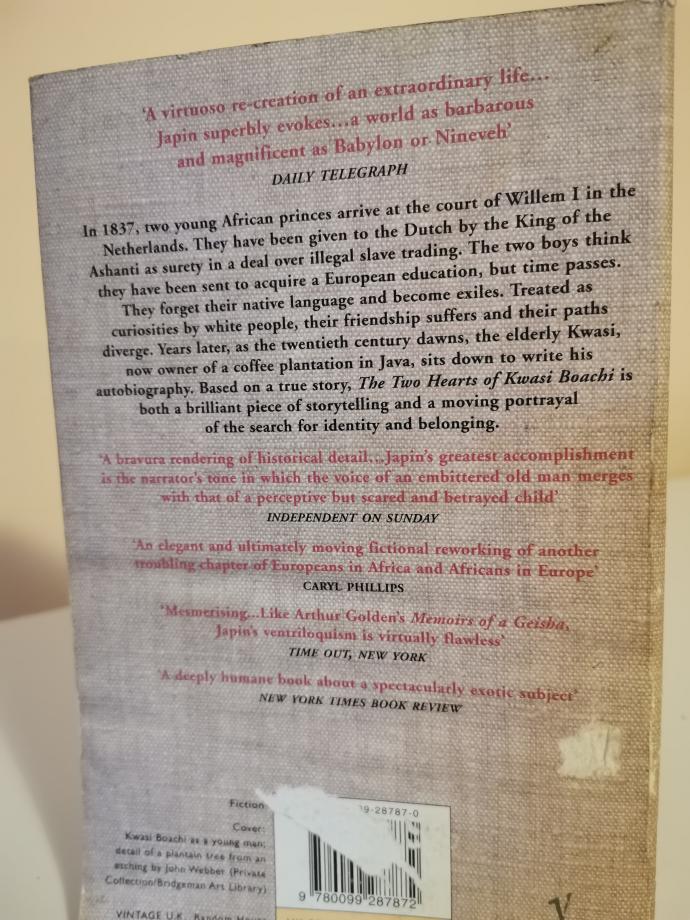 'A virtuoso re-creation of an extraordinary life...
Japin superbly evokes...a world as barbarous
and magnificent as Babylon or Nineveh'
DAILY TELEGRAPH
In 1837, two young African princes arrive at the court of Willem I in the
Netherlands. They have been given to the Dutch by the King of the
Ashanti as surety in a deal over illegal slave trading. The two boys think
they have been sent to acquire a European education, but time passes.
They forget their native language and become exiles. Treated as
curiosities by white people, their friendship suffers and their paths
diverge. Years later, as the twentieth century dawns, the elderly Kwasi,
now owner of a coffee plantation in Java, sits down to write his
autobiography. Based on a true story, The Two Hearts of Kwasi Boachi is
both a brilliant piece of storytelling and a moving portrayal
of the search for identity and belonging.
'A bravura rendering of historical detail...Japin's greatest accomplishment
is the narrator's tone in which the voice of an embittered old man merges
with that of a perceptive but scared and betrayed child'
INDEPENDENT ON SUNDAY
'An elegant and ultimately moving fictional reworking of another
troubling chapter of Europeans in Africa and Africans in Europe'
CARYL PHILLIPS
'Mesmerising...Like Arthur Golden's Memoirs of a Geisha,
Japin's ventriloquism is virtually flawless'
TIME OUT, NEW YORK
'A deeply humane book about a spectacularly exotic subject'
NEW YORK TIMES BOOK REVIEW
Fiction
Cover:
Kwasi Boachi as a young man;
detail of a plantain tree from an
etching by John Webber (Private
Collection/Bridgeman Art Library)
VINTAGE U.K. Random House
9-28787-0
9 780099 287872
V